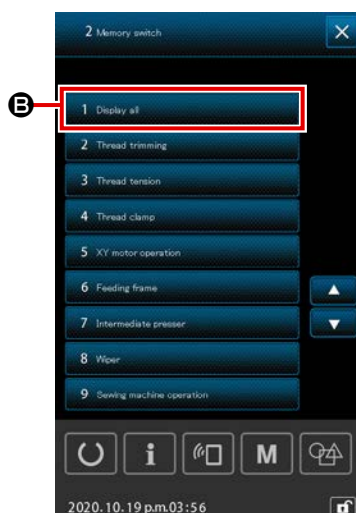 2 Memory switch
B
1 Display all
2 Thread trimming
3 Thread tension
4 Thread clamp
5 XY motor operation
6 Feeding frame
7 Intermediate presser
8 Wiper
9 Sewing machine operation
i
M
2020.10.19 p.m.03:56